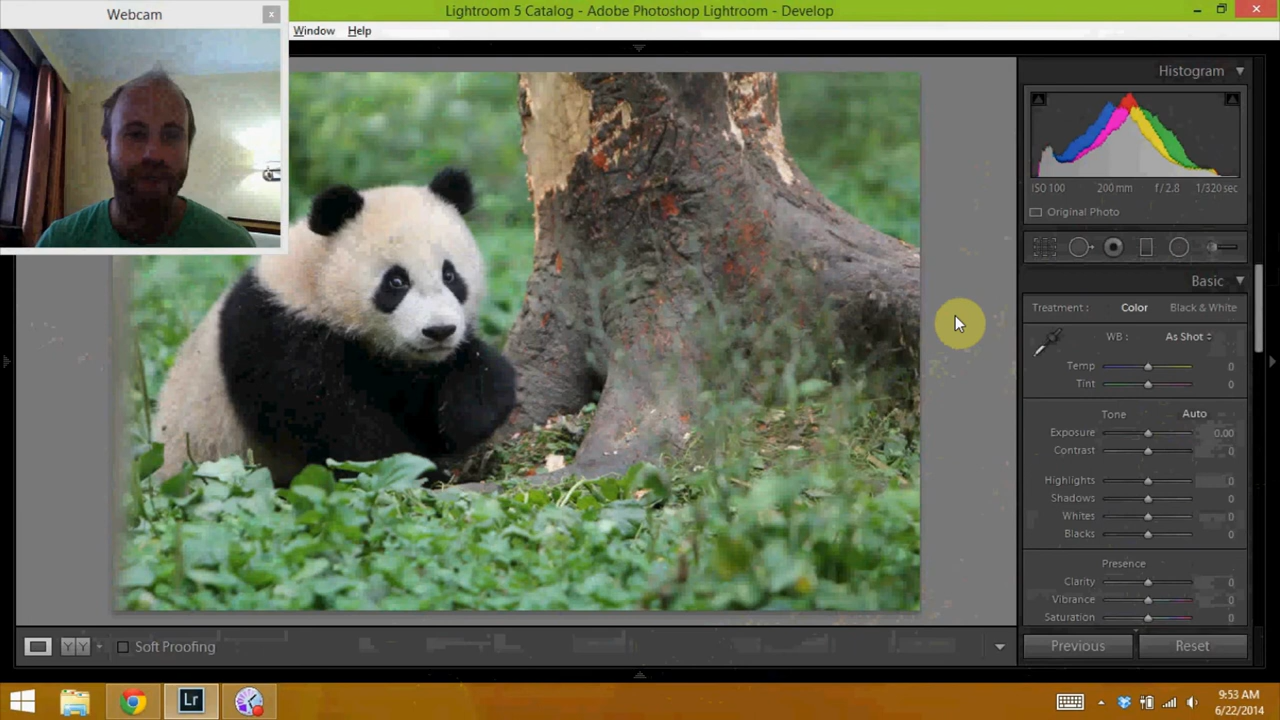 Webcam
x
Lightroom 5 Catalog - Adobe Photoshop Lightroom - Develop
Window Help
Histogram
ISO 100 200 mm f / 2.8 1/320 sec
Original Photo
Basic
Treatment : Color Black & White
WB : As Shot
Temp 0
Tint 0
Tone Auto
Exposure 0.00
Contrast 0
Highlights 0
Shadows 0
Whites 0
Blacks 0
Presence
Clarity 0
Vibrance 0
Saturation 0
Y Y Soft Proofing
Previous Reset
Lr
9:53 AM
6/22/2014